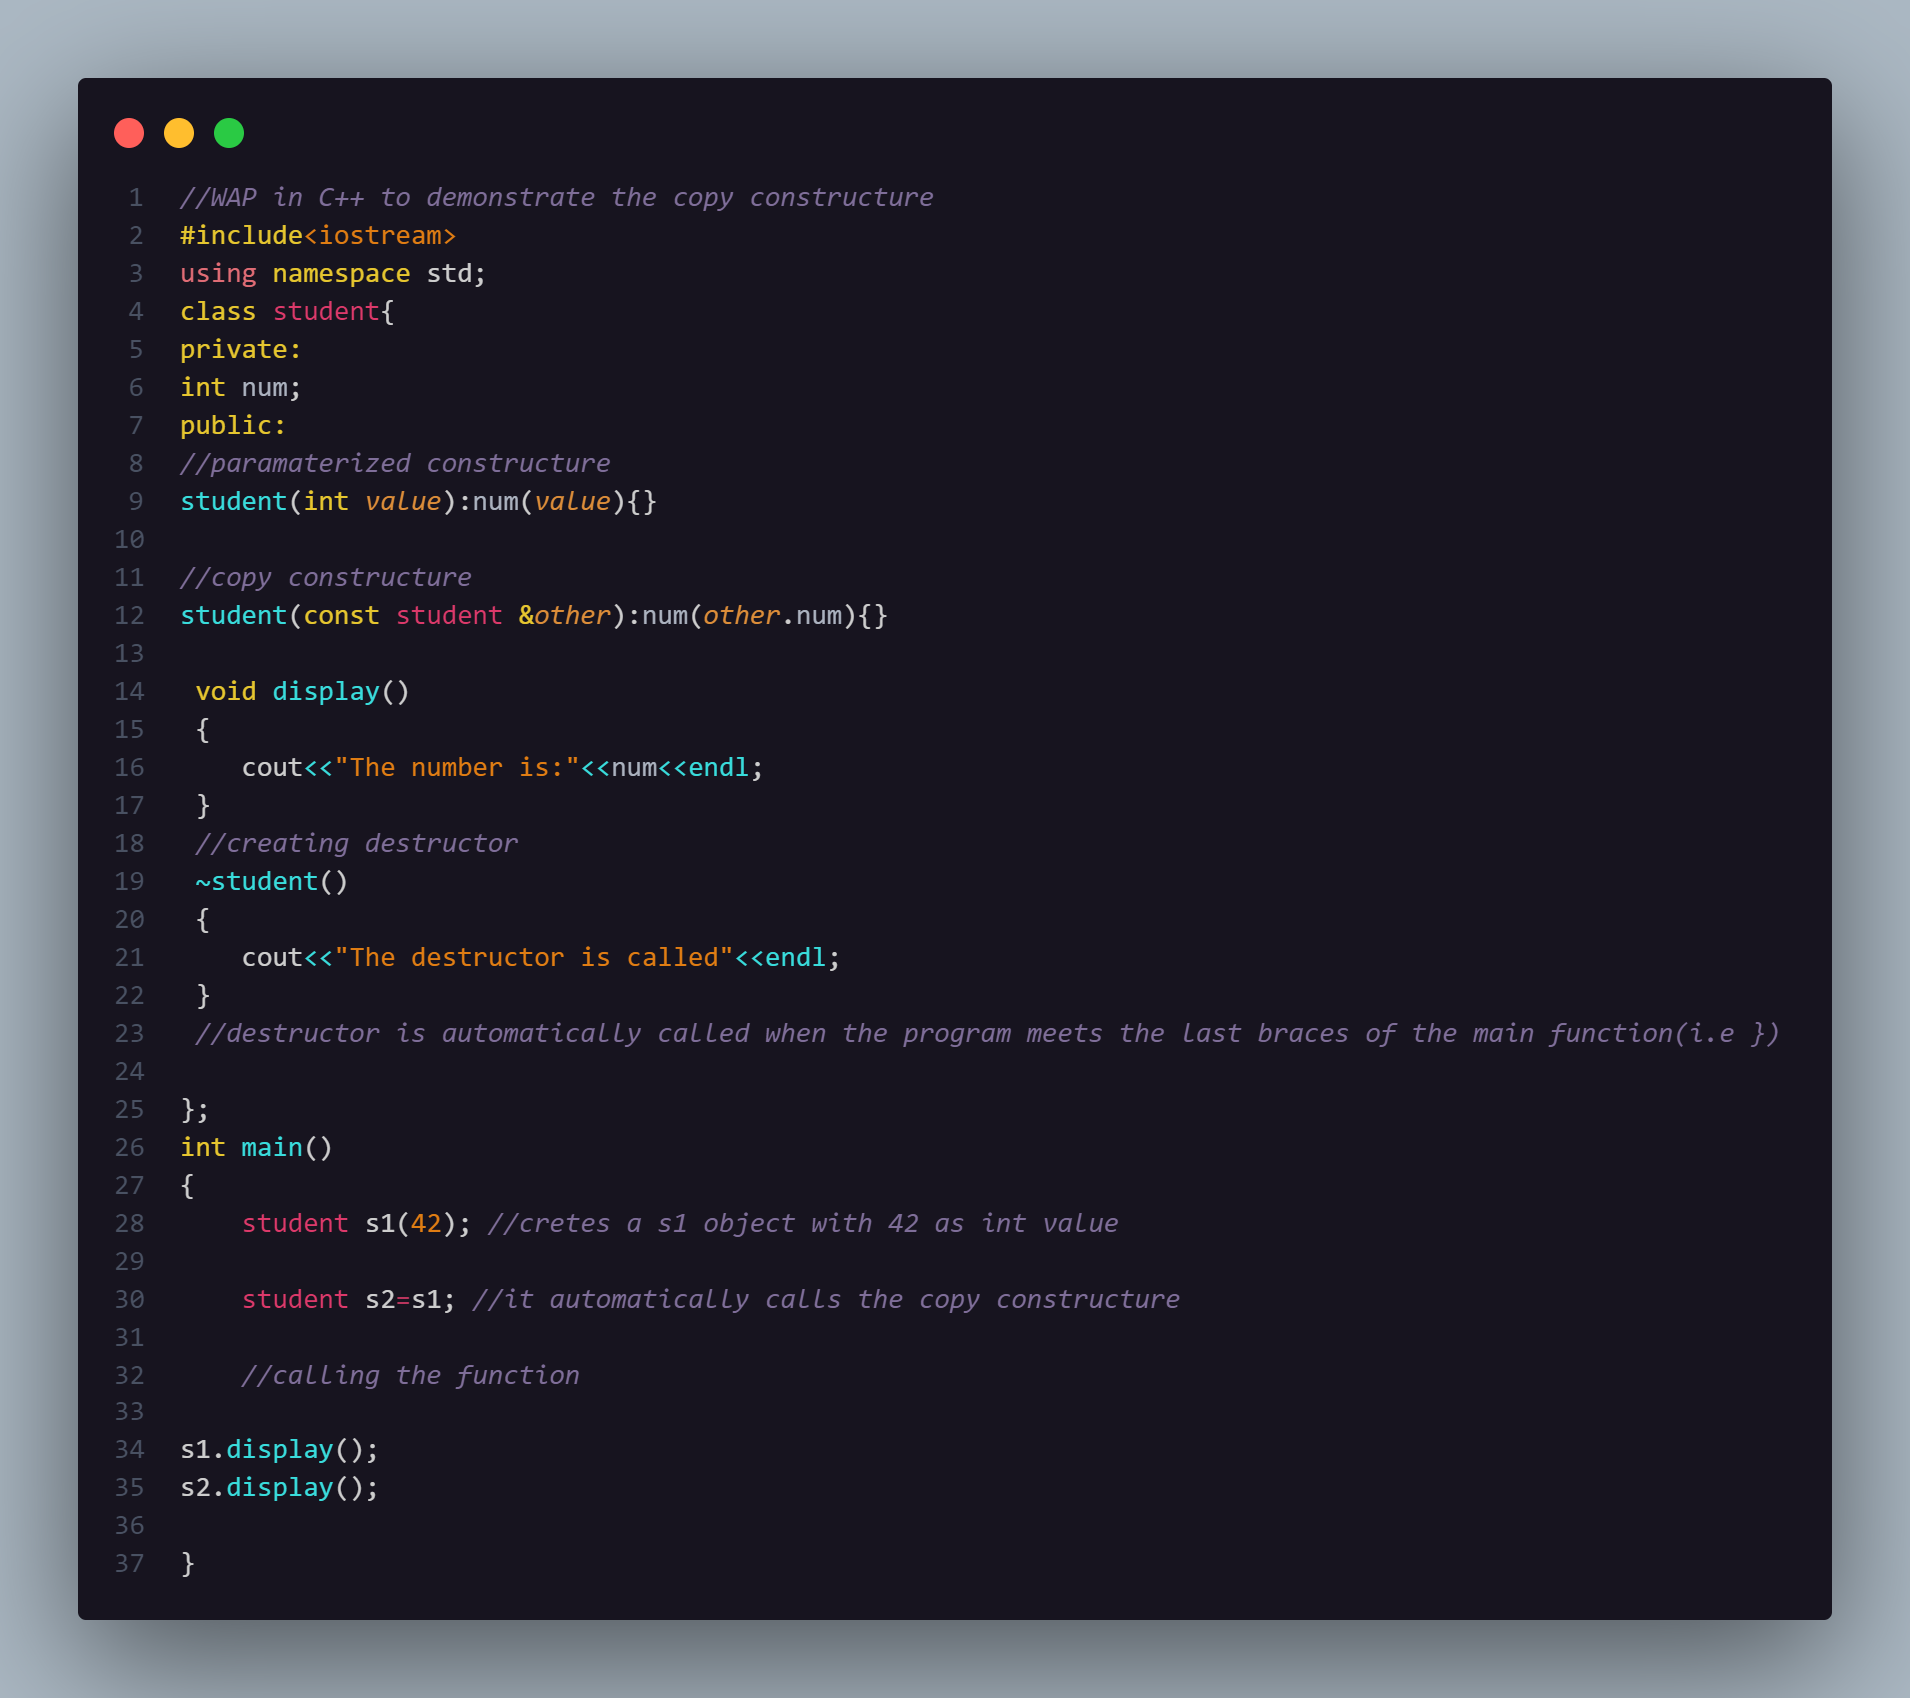 1 //WAP in C++ to demonstrate the copy constructure
2 #include<iostream>
3 using namespace std;
4 class student{
5 private:
6 int num;
7 public:
8 //paramaterized constructure
9 student(int value):num(value){}
10
11 //copy constructure
12 student(const student &other):num(other.num){}
13
14  void display()
15  {
16     cout<<"The number is:"<<num<<endl;
17  }
18  //creating destructor
19  ~student()
20  {
21     cout<<"The destructor is called"<<endl;
22  }
23  //destructor is automatically called when the program meets the last braces of the main function(i.e })
24
25 };
26 int main()
27 {
28     student s1(42); //cretes a s1 object with 42 as int value
29
30     student s2=s1; //it automatically calls the copy constructure
31
32     //calling the function
33
34 s1.display();
35 s2.display();
36
37 }